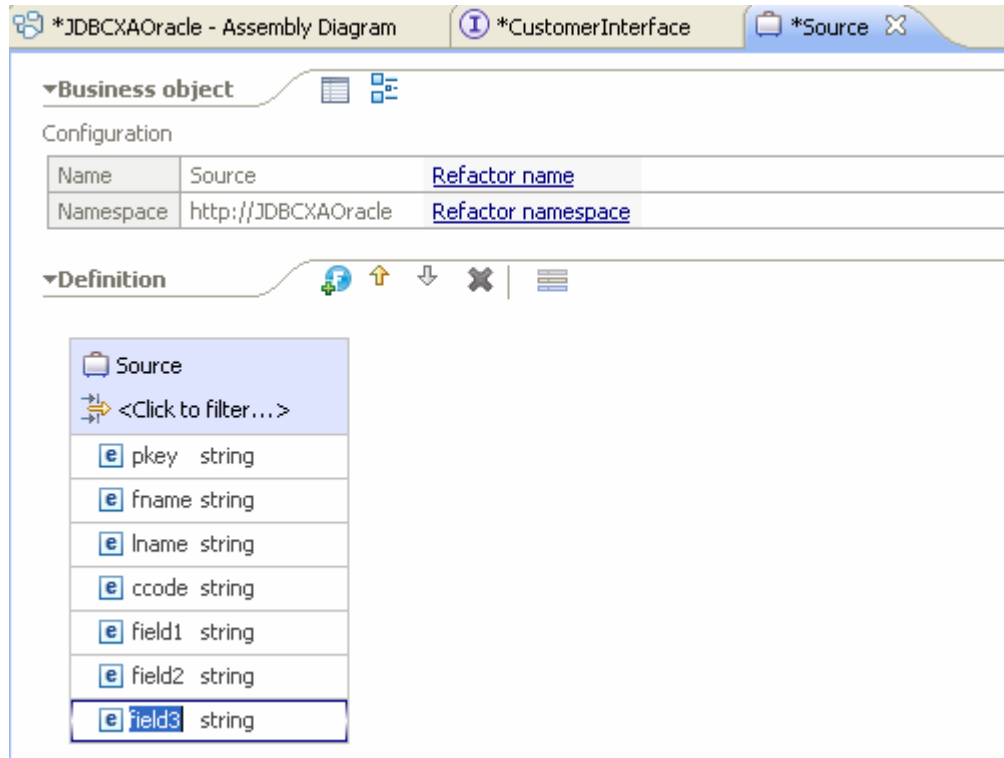 *JDBCXAOracle - Assembly Diagram *CustomerInterface *Source
Business object
Configuration
Name Source Refactor name
Namespace http://JDBCXAOracle Refactor namespace
Definition
Source
<Click to filter...>
e pkey string
e fname string
e lname string
e ccode string
e field1 string
e field2 string
e field3 string